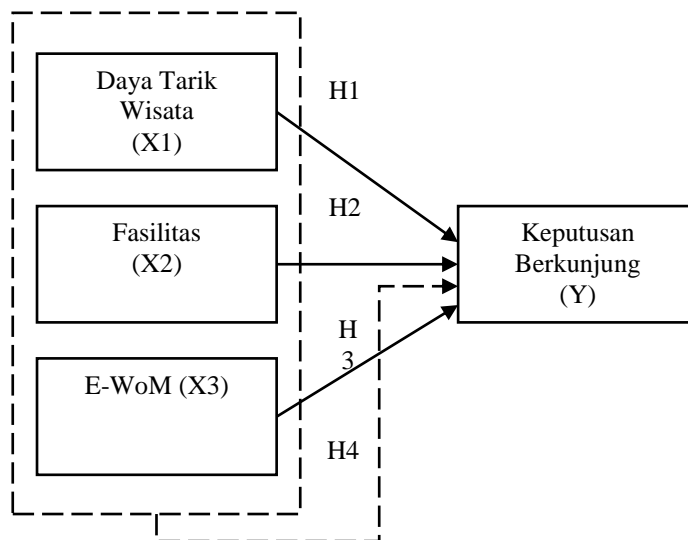 Daya Tarik
Wisata
(X1)
H1
H2
Fasilitas
(X2)
Keputusan
Berkunjung
(Y)
H
3
E-WoM (X3)
H4